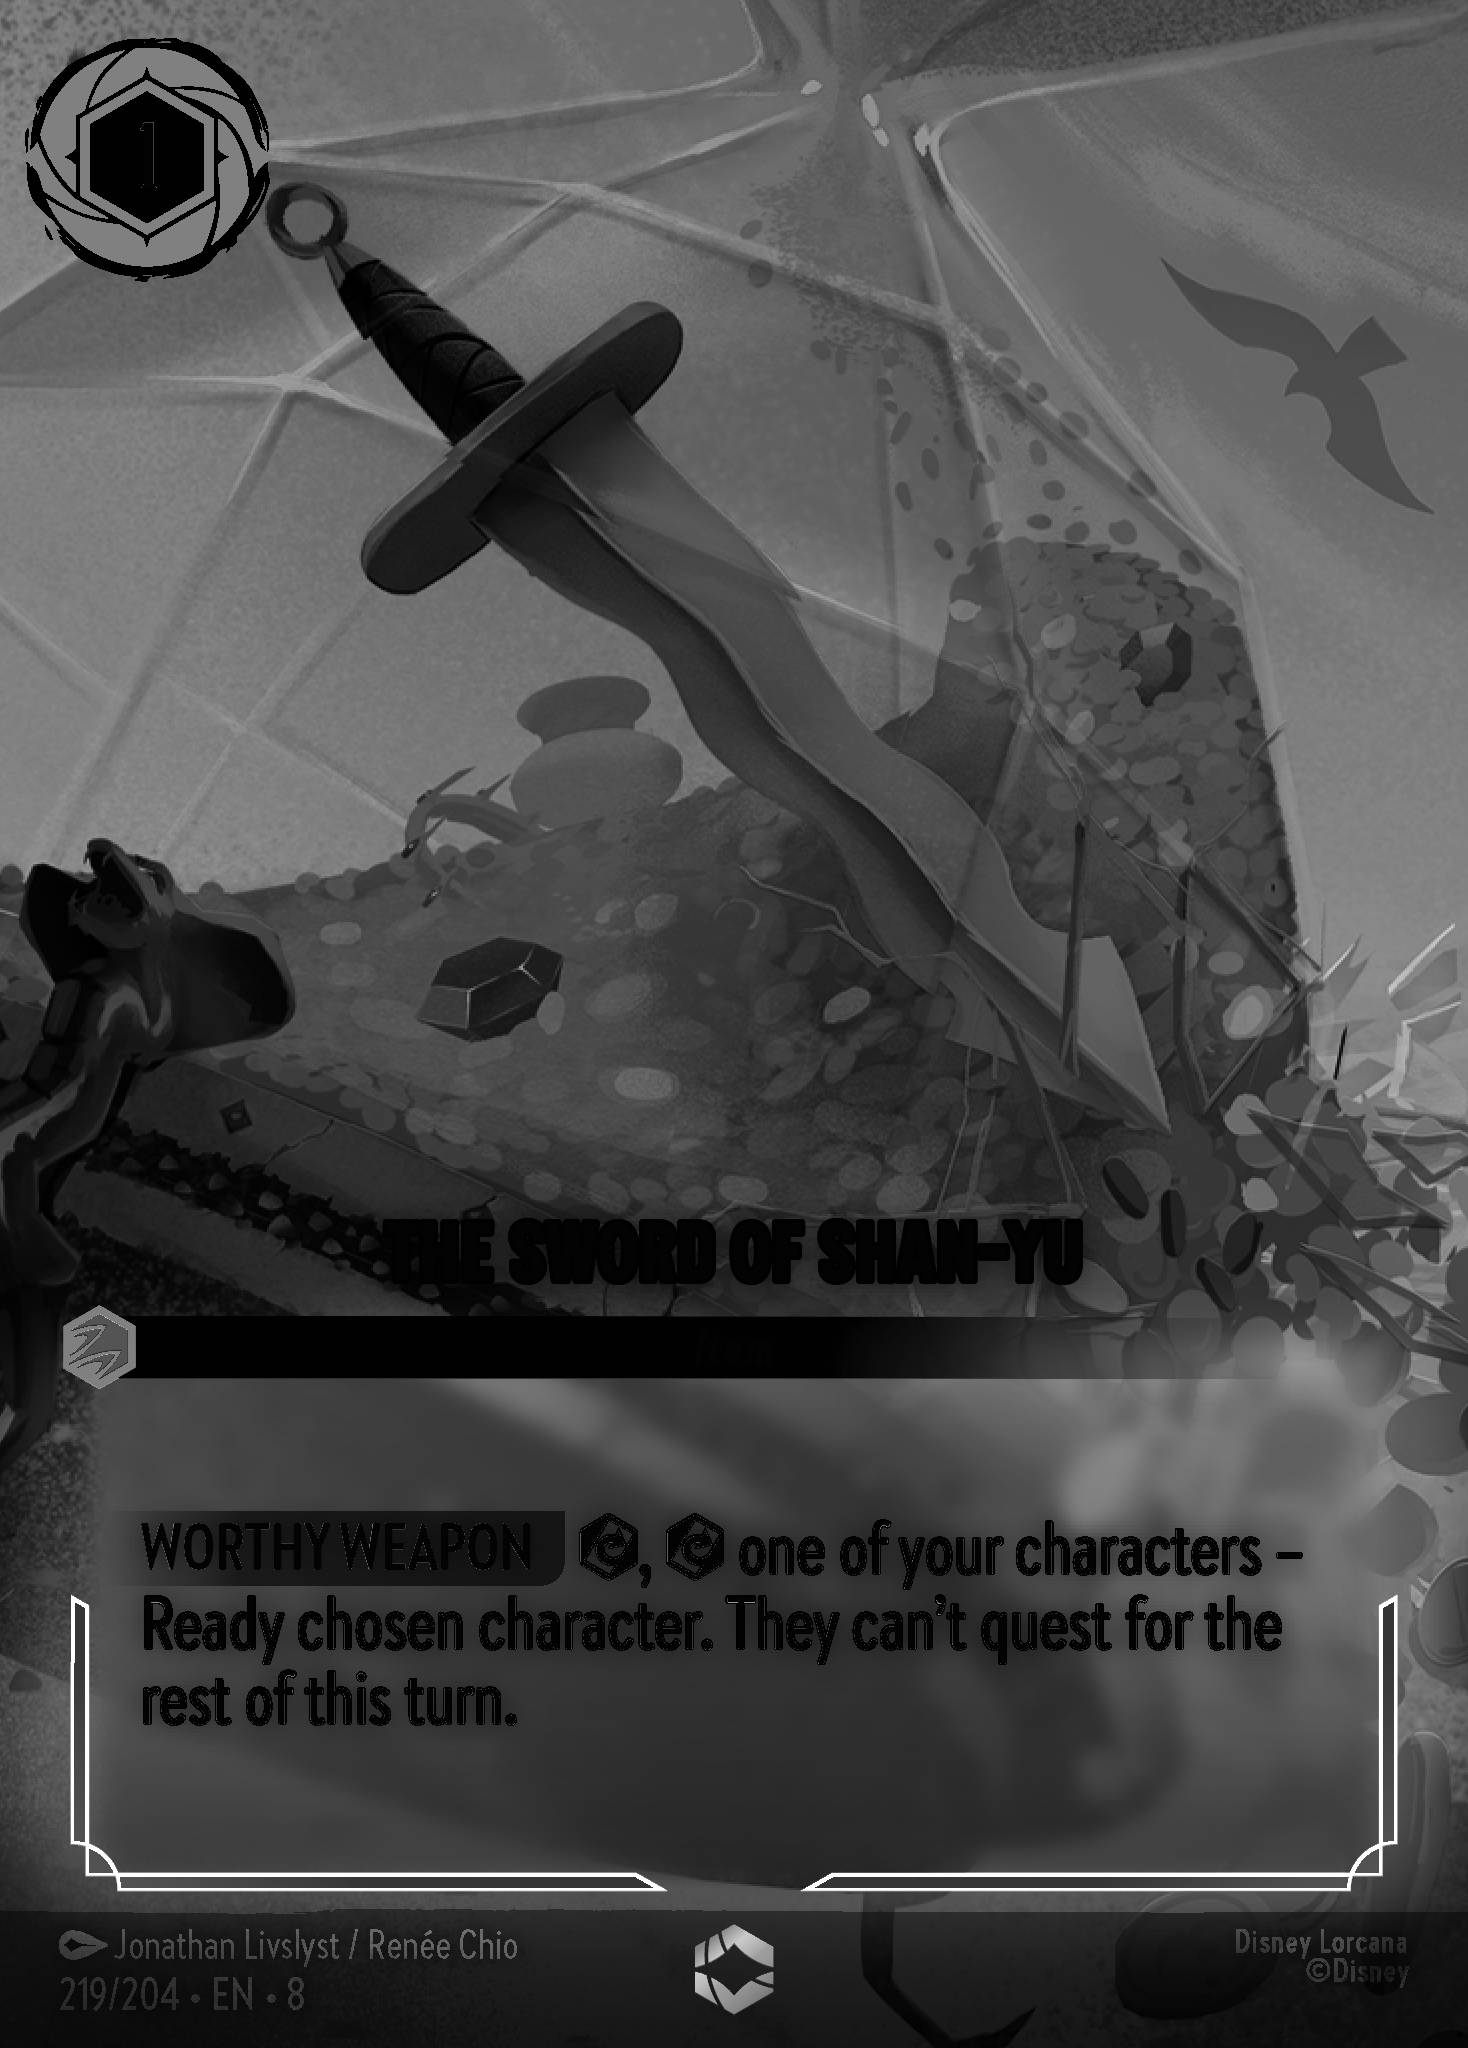 1
THE SWORD OF SHAN-YU
Item
WORTHY WEAPON , one of your characters –
Ready chosen character. They can't quest for the
rest of this turn.
Jonathan Livslyst / Renée Chio
Disney Lorcana
219/204 • EN • 8
©Disney